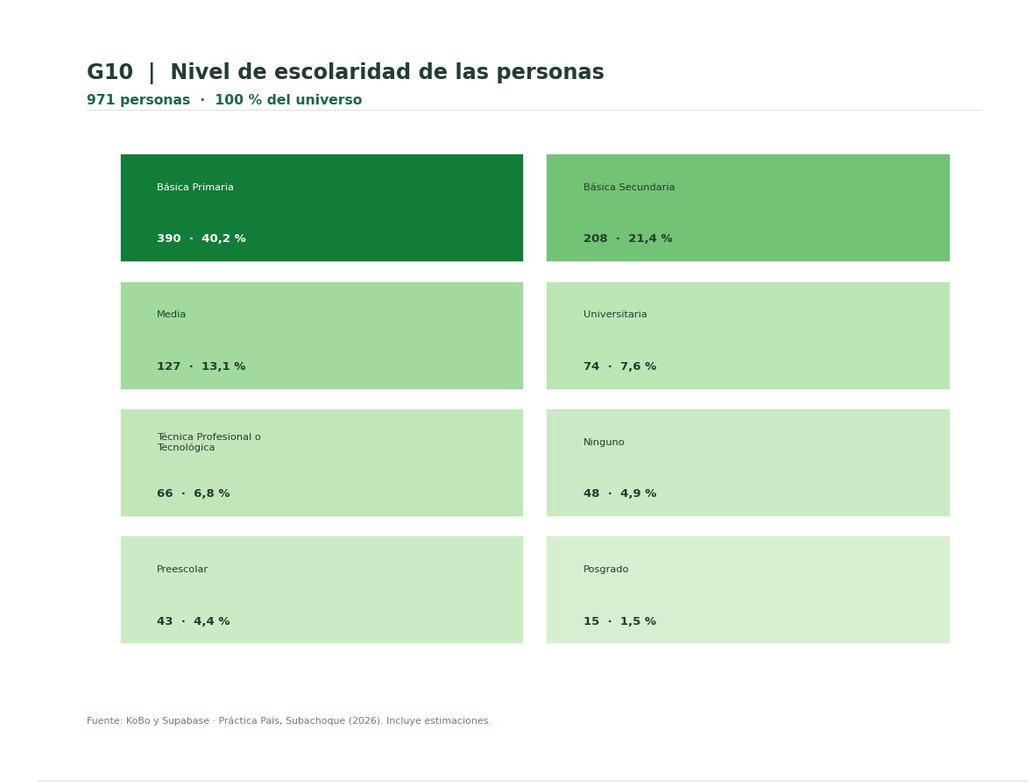 G10 | Nivel de escolaridad de las personas
971 personas · 100 % del universo
Básica Primaria
390 · 40,2 %
Básica Secundaria
208 · 21,4 %
Media
127 · 13,1 %
Universitaria
74 · 7,6 %
Técnica Profesional o
Tecnológica
66 · 6,8 %
Ninguno
48 · 4,9 %
Preescolar
43 · 4,4 %
Posgrado
15 · 1,5 %
Fuente: KoBo y Supabase · Práctica País, Subachoque (2026). Incluye estimaciones.